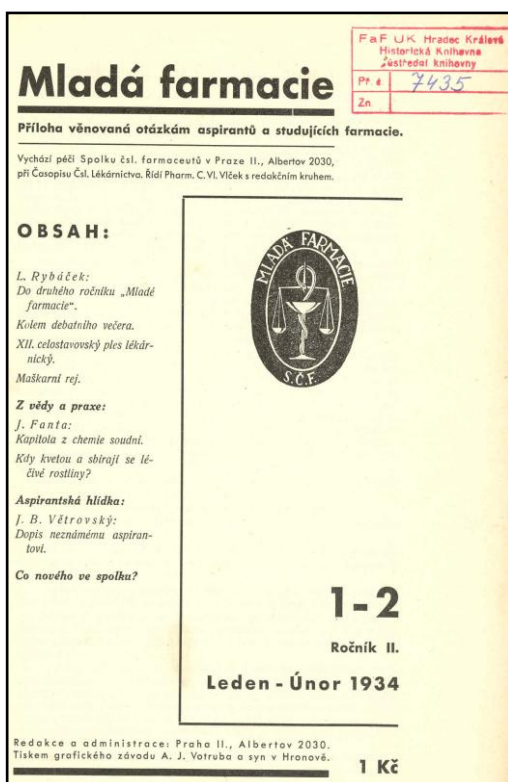 FaF UK Hradec Králové
Historická Knihovna
Ústřední knihovny
Př. č. 7435
Zn
Mladá farmacie
Příloha věnovaná otázkám aspirantů a studujících farmacie.
Vychází péčí Spolku čsl. farmaceutů v Praze II., Albertov 2030,
při Časopisu Čsl. Lékárnictva. Řídí Pharm. C. Vl. Vlček s redakčním kruhem.
OBSAH:
L. Rybáček:
Do druhého ročníku „Mladé
farmacie“.
Kolem debatního večera.
XII. celostavovský ples lékár-
nický.
Maškarní rej.
Z vědy a praxe:
J. Fanta:
Kapitola z chemie soudní.
Kdy kvetou a sbírají se lé-
čivé rostliny?
Aspirantská hlídka:
J. B. Větrovský:
Dopis neznámému aspiran-
tovi.
Co nového ve spolku?
MLADÁ FARMACIE
S.Č.F.
1-2
Ročník II.
Leden - Únor 1934
Redakce a administrace: Praha II., Albertov 2030.
Tiskem grafického závodu A. J. Votruba a syn v Hronově.
1 Kč